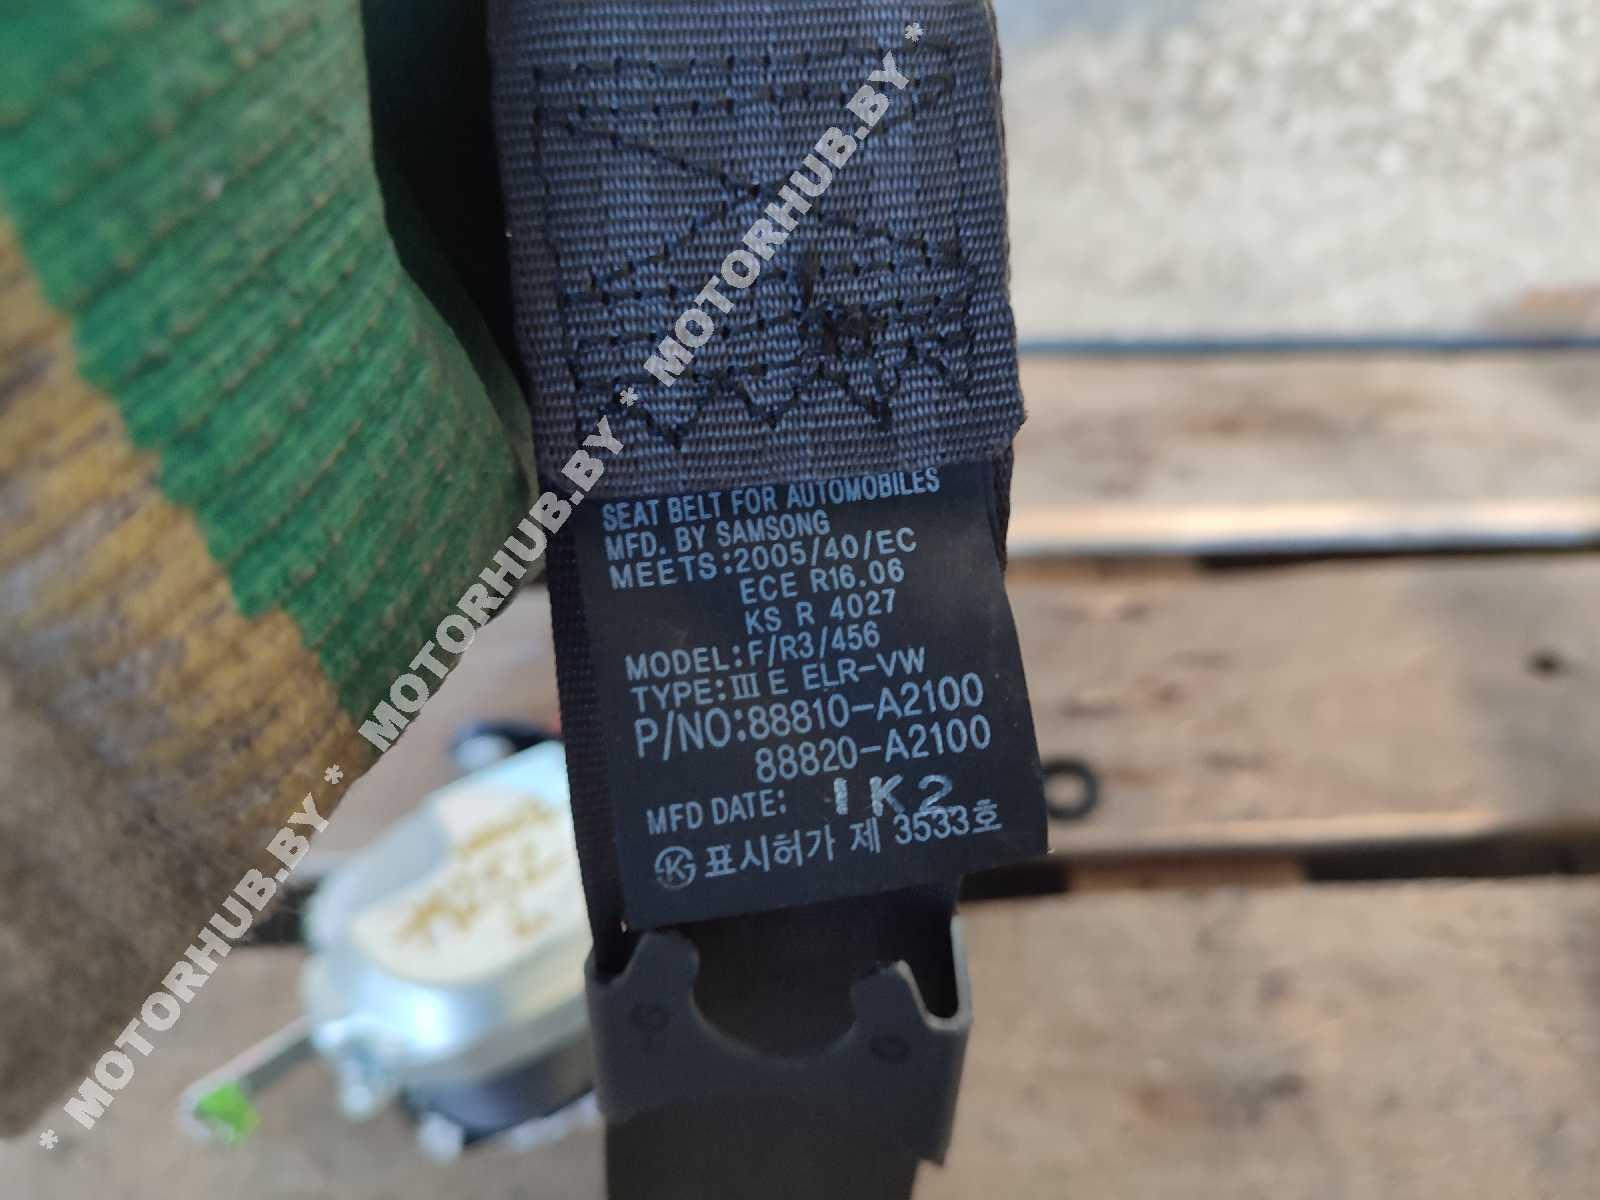 SEAT BELT FOR AUTOMOBILES
MFD. BY SAMSONG
MEETS:2005/40/EC
ECE R16.06
KS R 4027
MODEL:F/R3/456
TYPE:Ⅲ E ELR-VW
P/NO:88810-A2100
88820-A2100
MFD DATE: 1K2
표시허가 제 3533호
* MOTORHUB.BY * MOTORHUB.BY * MOTORHUB.BY * MOTORHUB.BY *